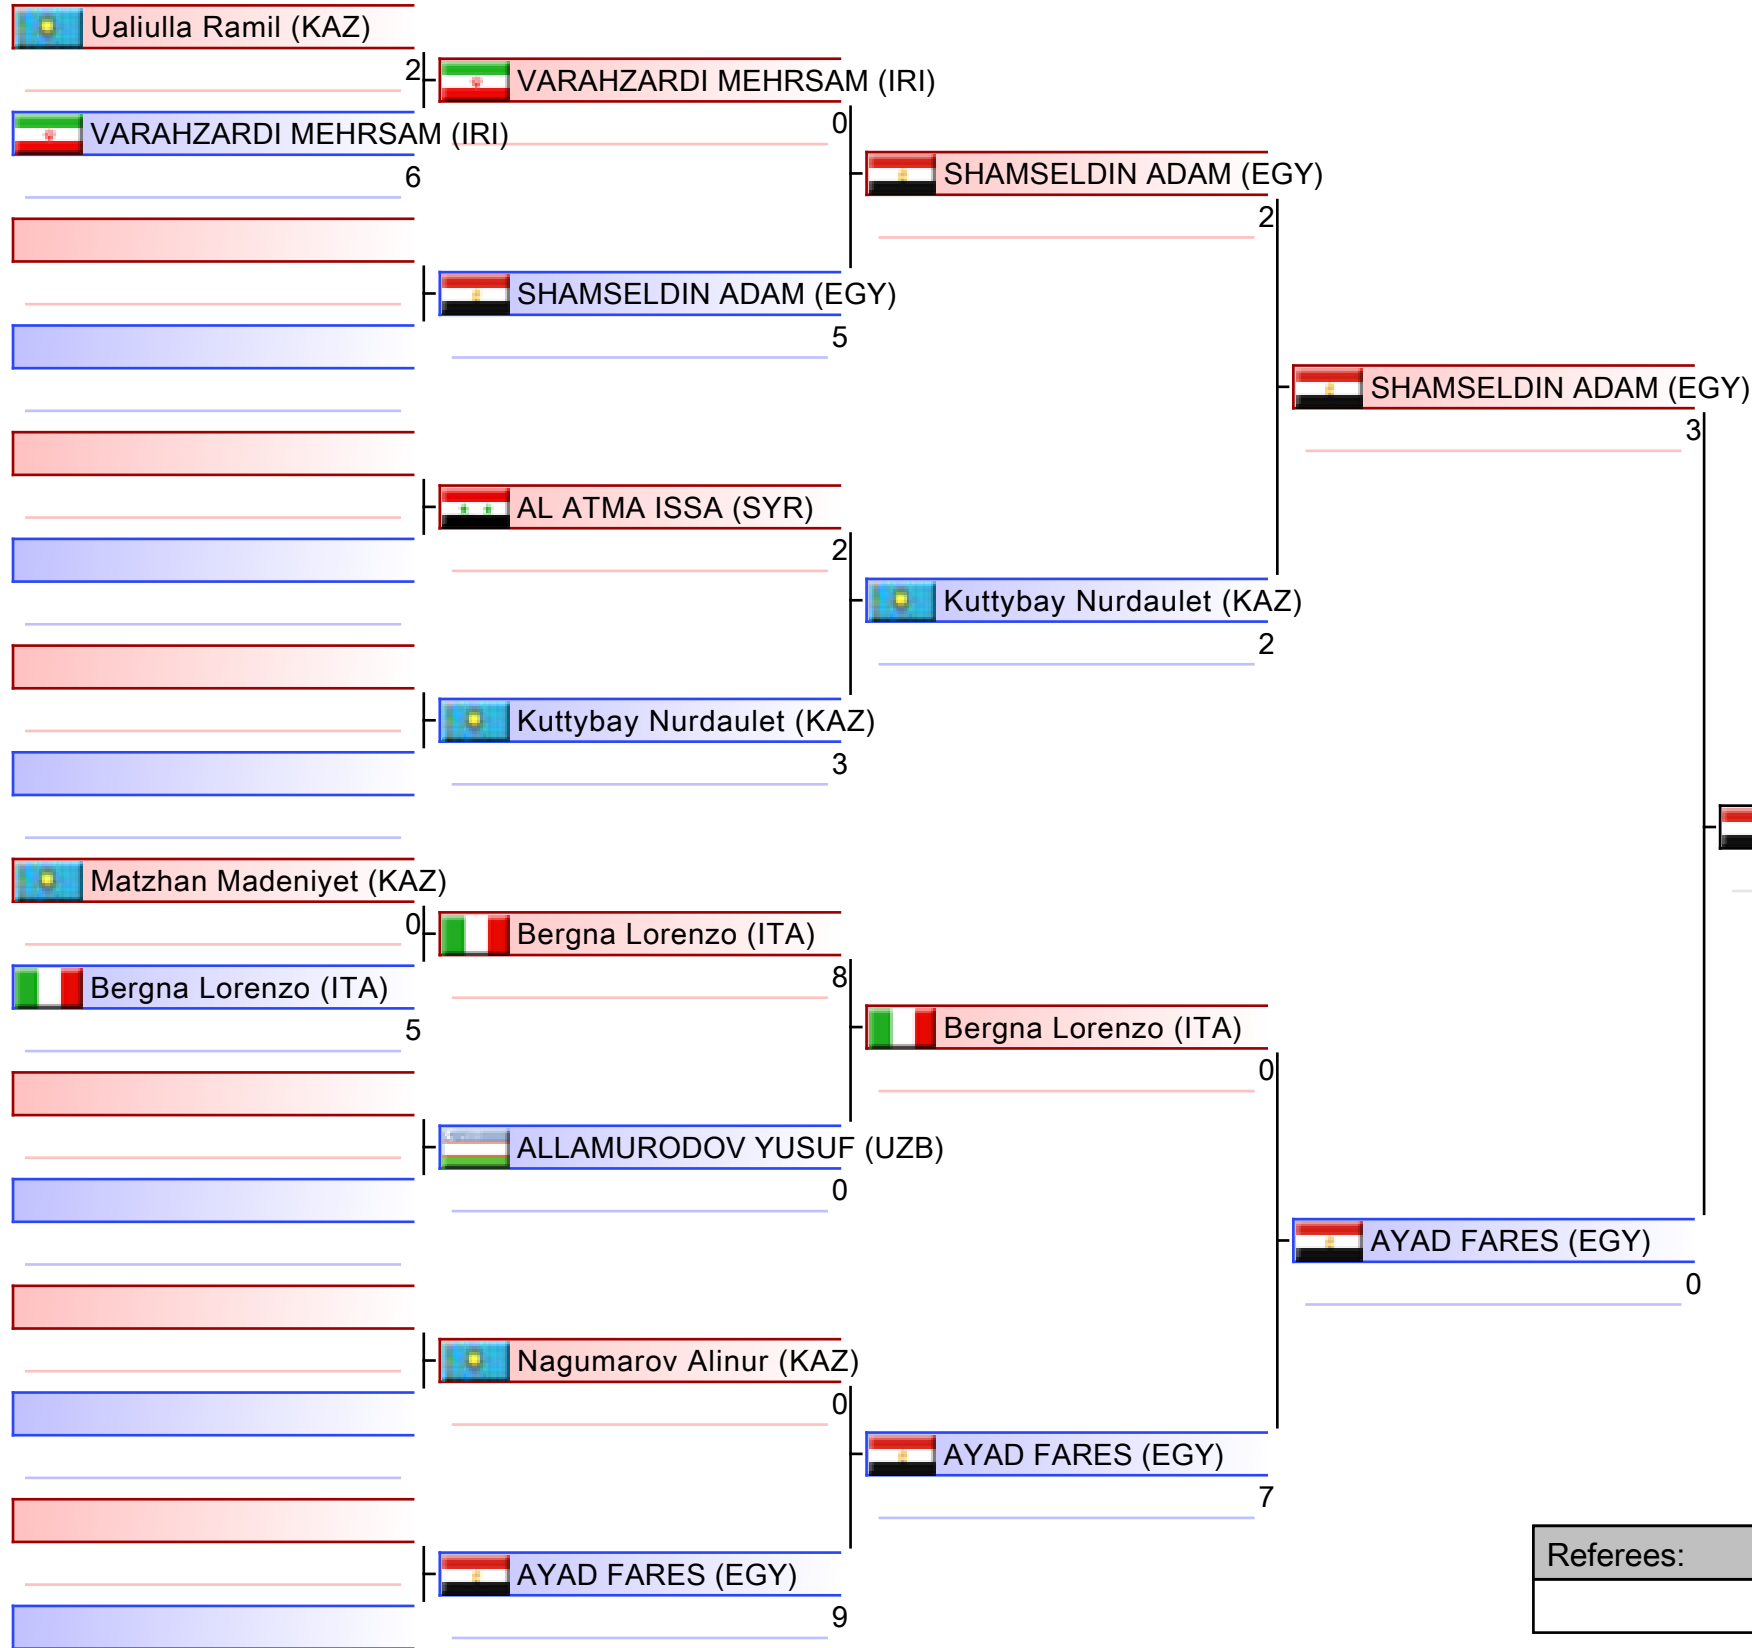 Ualiulla Ramil (KAZ)
2
VARAHZARDI MEHRSAM (IRI)
6
VARAHZARDI MEHRSAM (IRI)
0
SHAMSELDIN ADAM (EGY)
5
SHAMSELDIN ADAM (EGY)
2
AL ATMA ISSA (SYR)
2
Kuttybay Nurdaulet (KAZ)
3
Kuttybay Nurdaulet (KAZ)
2
SHAMSELDIN ADAM (EGY)
3
Matzhan Madeniyet (KAZ)
0
Bergna Lorenzo (ITA)
5
Bergna Lorenzo (ITA)
8
ALLAMURODOV YUSUF (UZB)
0
Bergna Lorenzo (ITA)
0
Nagumarov Alinur (KAZ)
0
AYAD FARES (EGY)
9
AYAD FARES (EGY)
7
AYAD FARES (EGY)
0
Referees: